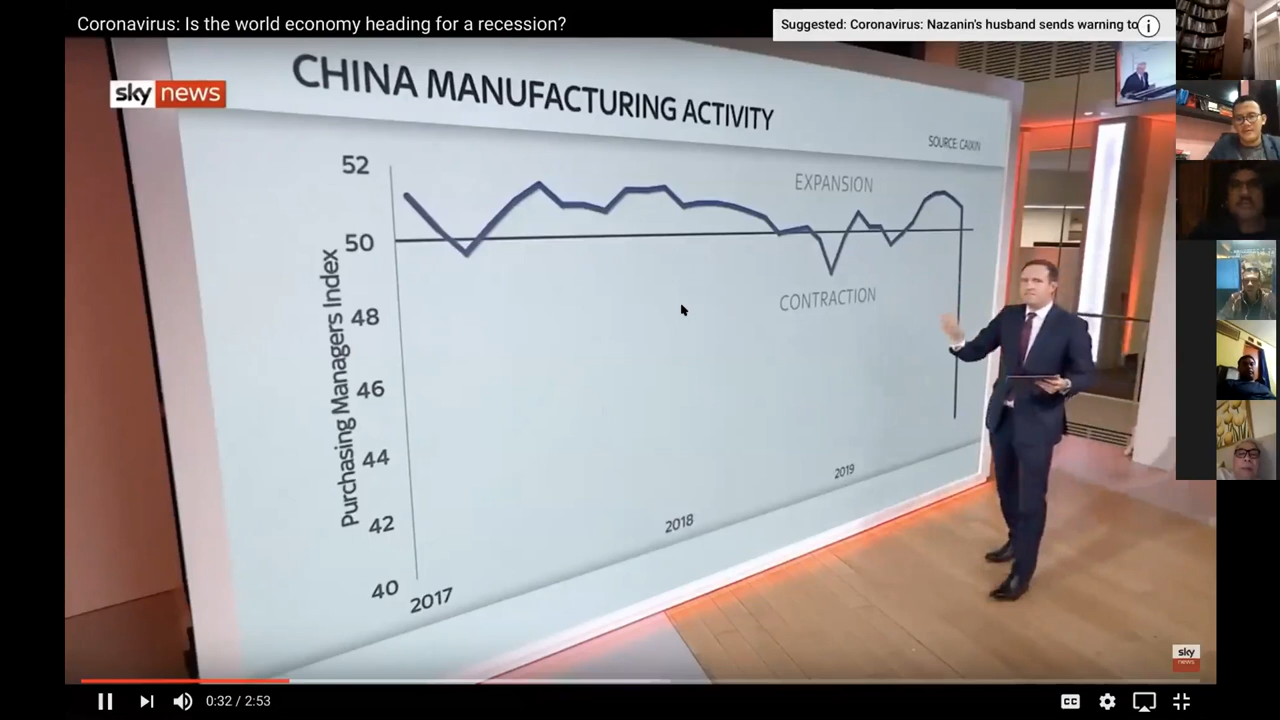 Coronavirus: Is the world economy heading for a recession?
Suggested: Coronavirus: Nazanin's husband sends warning to
sky news
CHINA MANUFACTURING ACTIVITY
SOURCE: CAIXIN
EXPANSION
CONTRACTION
Purchasing Managers Index
52
50
48
46
44
42
40
2017
2018
2019
sky
news
0:32 / 2:53
CC